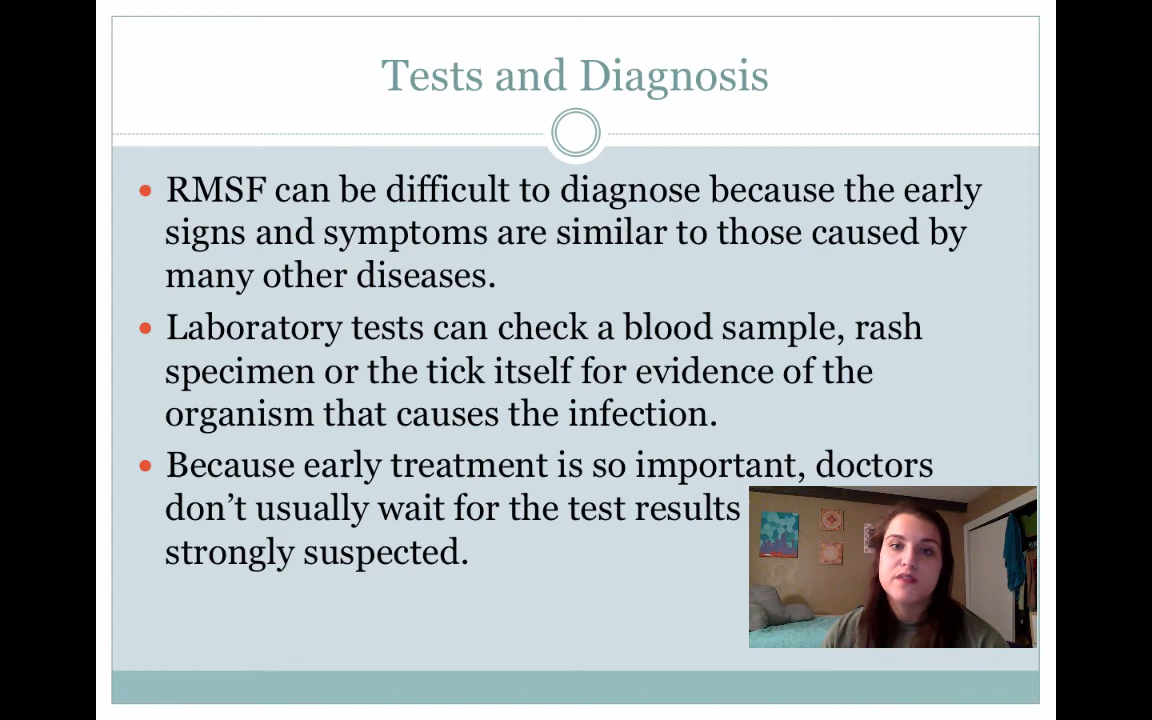 Tests and Diagnosis
• RMSF can be difficult to diagnose because the early
signs and symptoms are similar to those caused by
many other diseases.
• Laboratory tests can check a blood sample, rash
specimen or the tick itself for evidence of the
organism that causes the infection.
• Because early treatment is so important, doctors
don’t usually wait for the test results
strongly suspected.